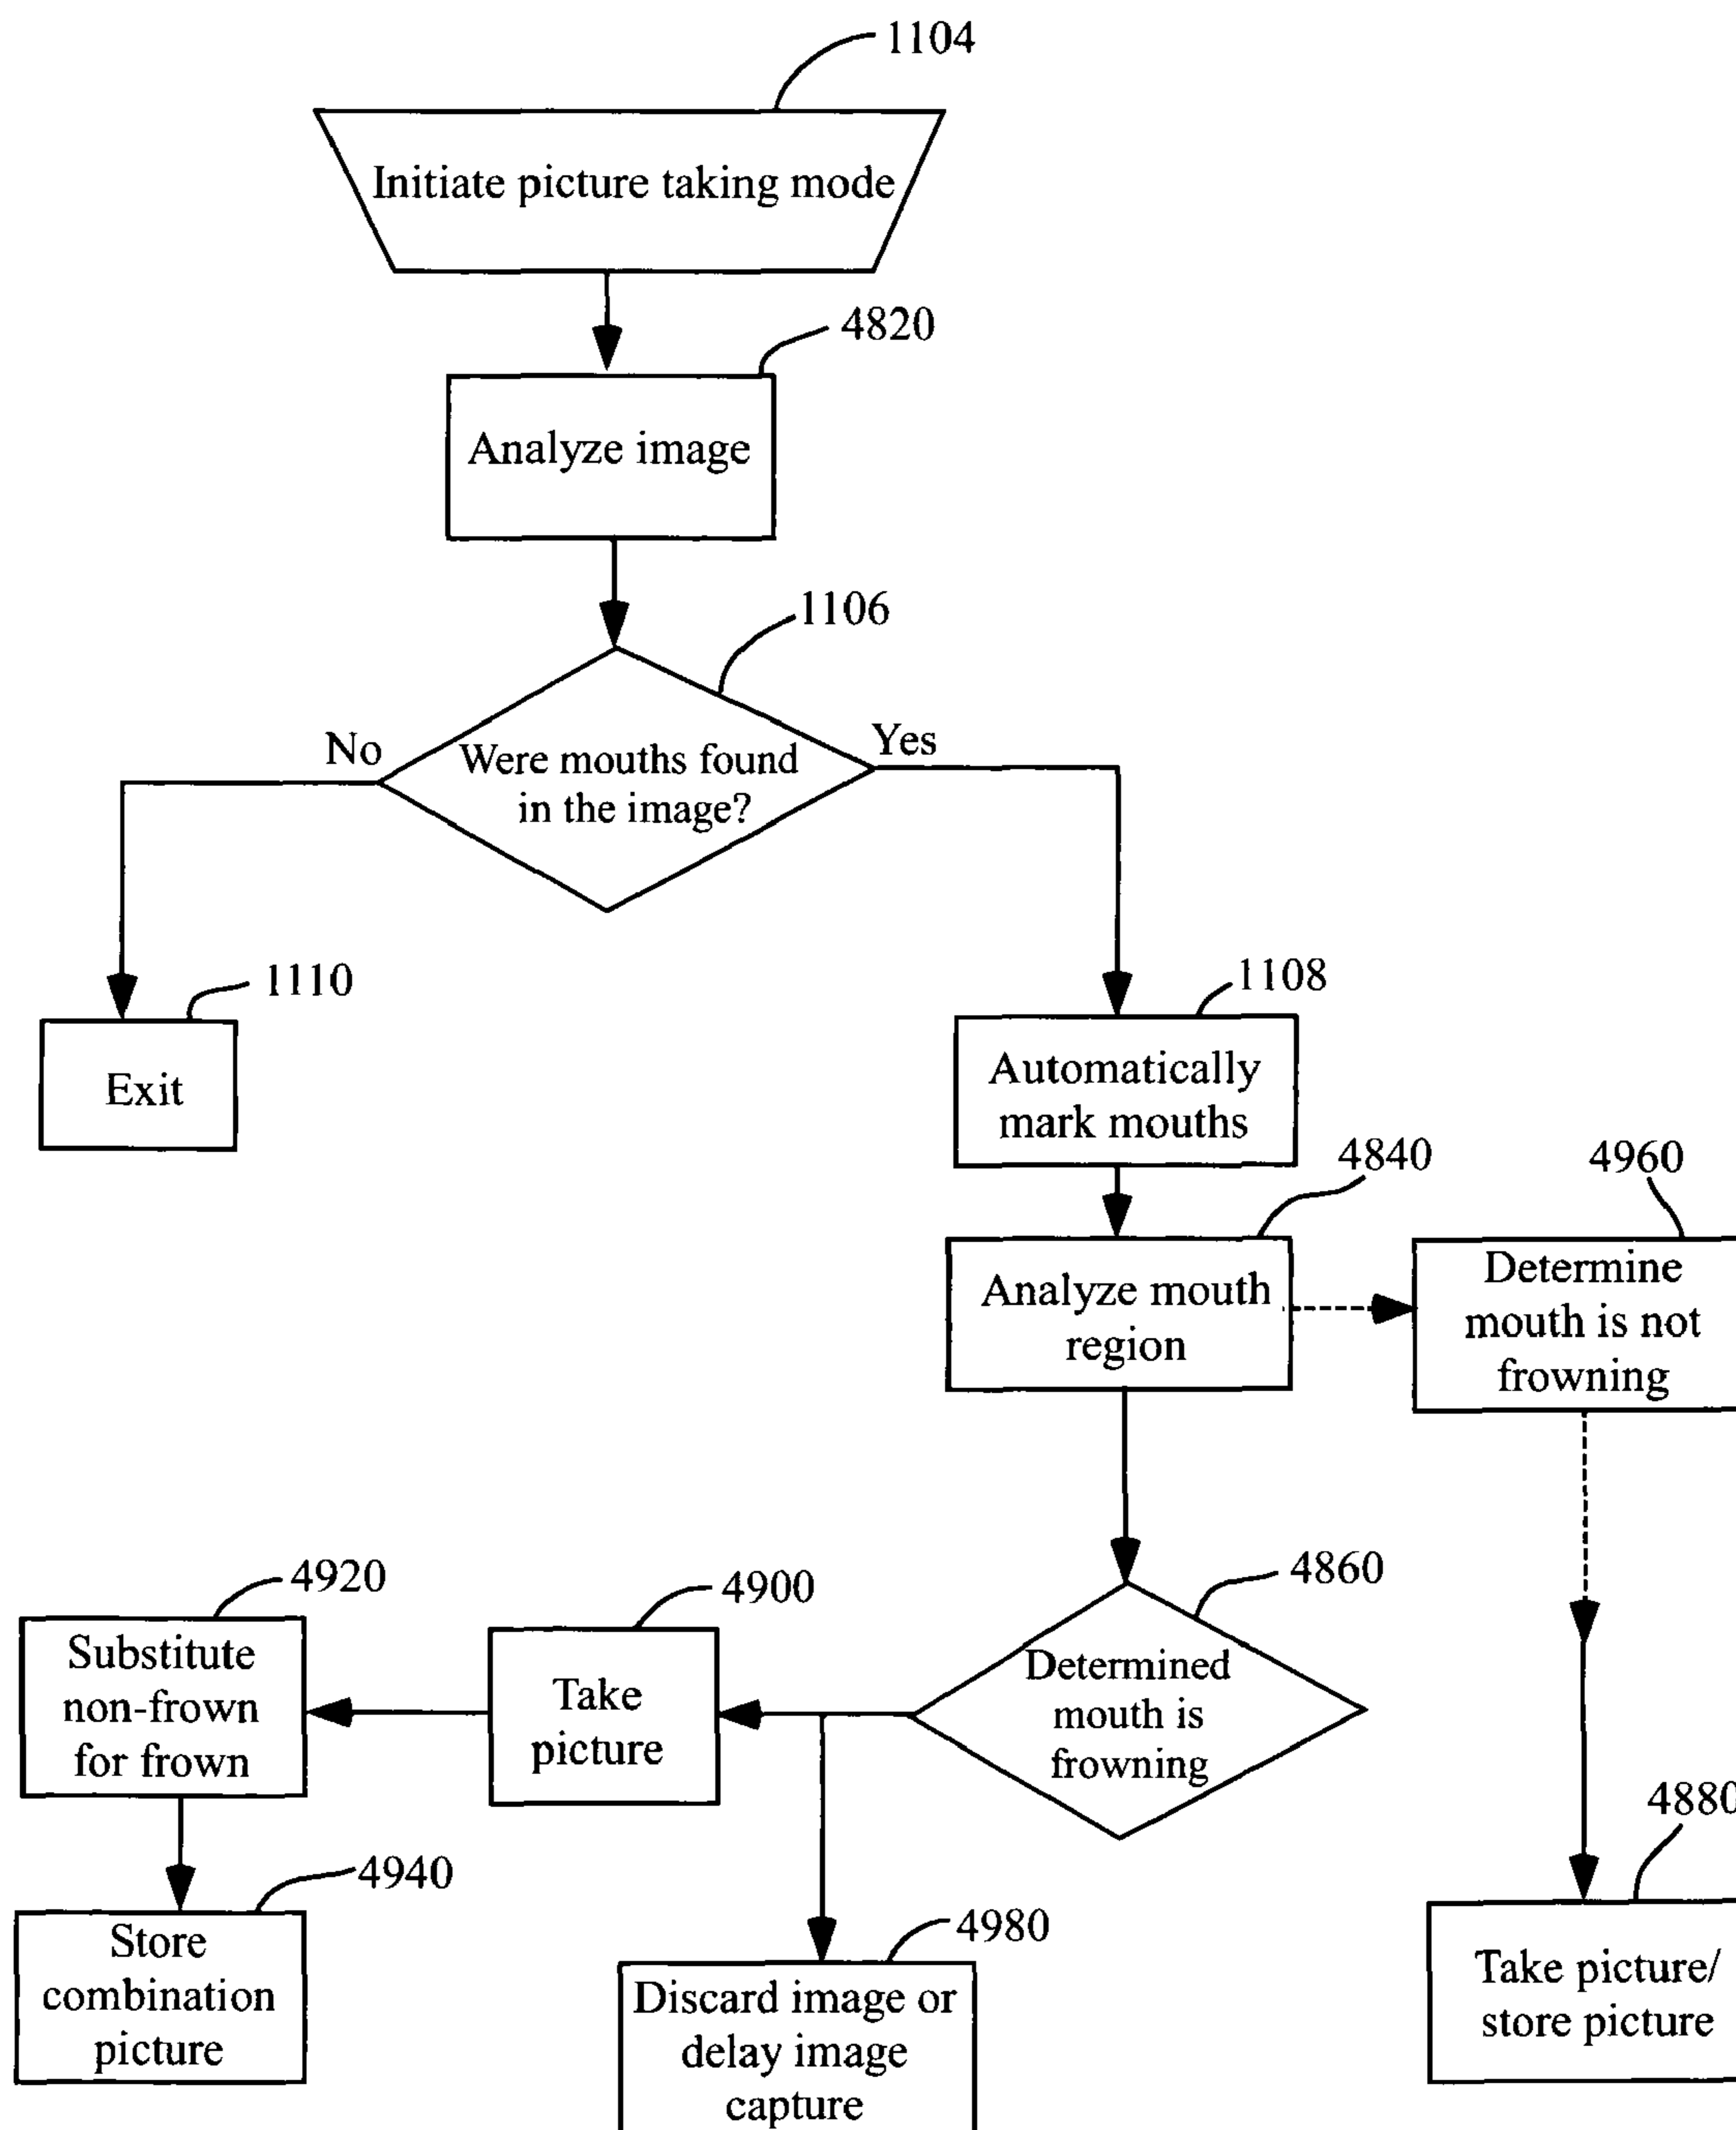 1104
Initiate picture taking mode
4820
Analyze image
1106
No
Yes
Were mouths found
in the image?
1110
Exit
1108
Automatically
mark mouths
4840
Analyze mouth
region
4960
Determine
mouth is not
frowning
4860
Determined
mouth is
frowning
4900
Take
picture
4920
Substitute
non-frown
for frown
4940
Store
combination
picture
4980
Discard image or
delay image
capture
4880
Take picture/
store picture